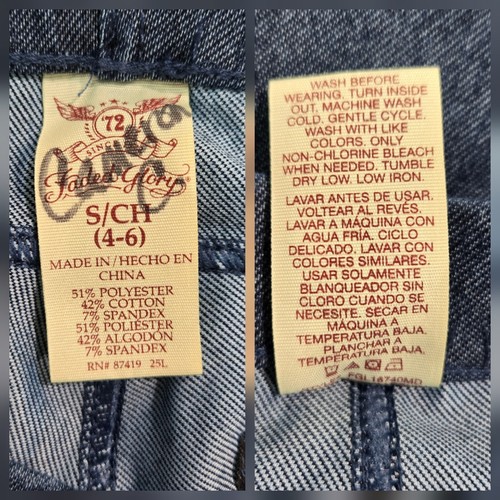 '72
SINCE
Faded Glory
Cameron
S/CH
(4-6)
MADE IN/HECHO EN
CHINA
51% POLYESTER
42% COTTON
7% SPANDEX
51% POLIÉSTER
42% ALGODÓN
7% SPANDEX
RN# 87419 25L
WASH BEFORE
WEARING. TURN INSIDE
OUT. MACHINE WASH
COLD. GENTLE CYCLE.
WASH WITH LIKE
COLORS. ONLY
NON-CHLORINE BLEACH
WHEN NEEDED. TUMBLE
DRY LOW. LOW IRON.
LAVAR ANTES DE USAR.
VOLTEAR AL REVÉS.
LAVAR A MÁQUINA CON
AGUA FRÍA. CICLO
DELICADO. LAVAR CON
COLORES SIMILARES.
USAR SOLAMENTE
BLANQUEADOR SIN
CLORO CUANDO SE
NECESITE. SECAR EN
MÁQUINA A
TEMPERATURA BAJA.
PLANCHAR A
TEMPERATURA BAJA.